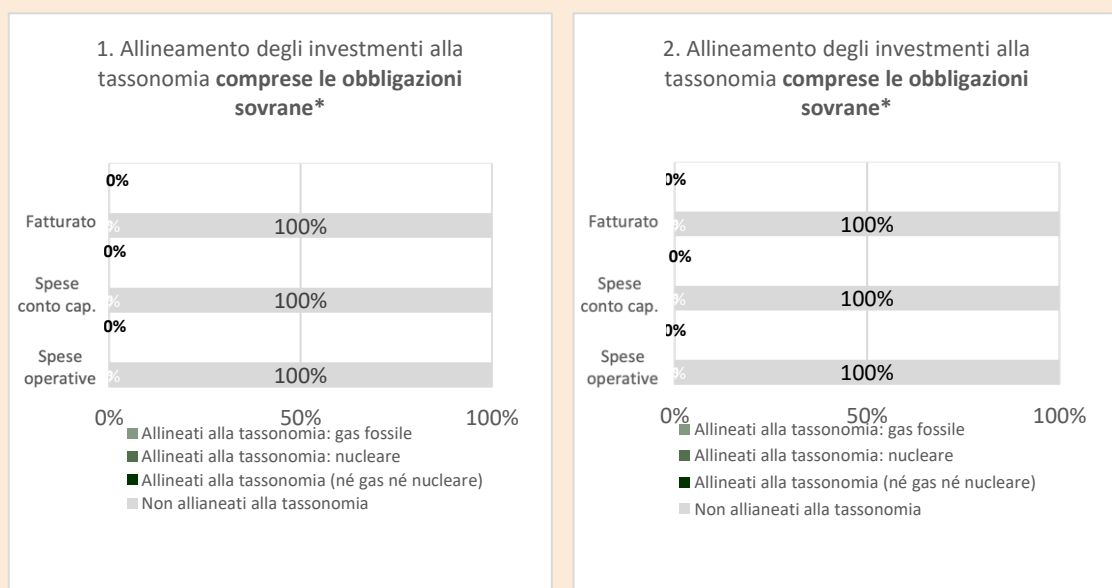 1. Allineamento degli investimenti alla
tassonomia comprese le obbligazioni
sovrane*
0%
Fatturato
%
100%
0%
Spese
conto cap.
%
100%
0%
Spese
operative
%
100%
0%
50%
100%
Allineati alla tassonomia: gas fossile
Allineati alla tassonomia: nucleare
Allineati alla tassonomia (né gas né nucleare)
Non allianeati alla tassonomia
2. Allineamento degli investimenti alla
tassonomia comprese le obbligazioni
sovrane*
0%
Fatturato
%
100%
0%
Spese
conto cap.
%
100%
0%
Spese
operative
%
100%
0%
50%
100%
Allineati alla tassonomia: gas fossile
Allineati alla tassonomia: nucleare
Allineati alla tassonomia (né gas né nucleare)
Non allianeati alla tassonomia